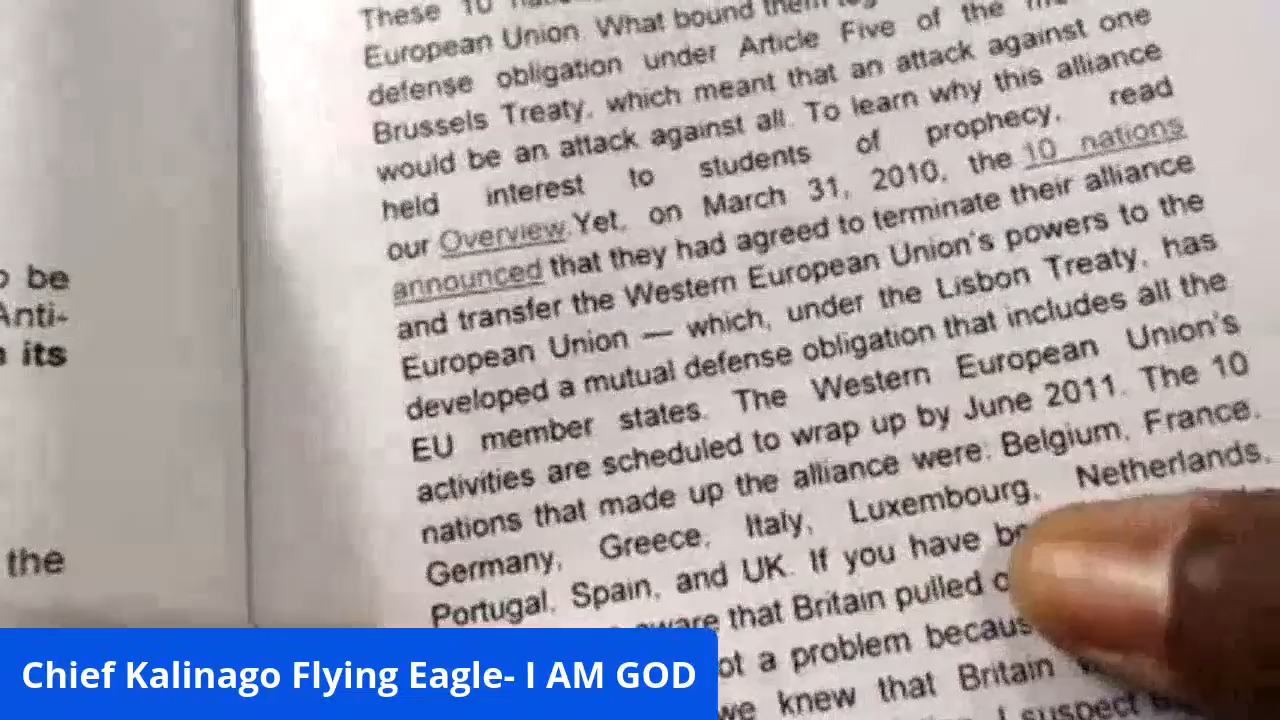 o be
Anti-
its
the
These 10
European Union. What bound them
defense obligation under Article Five of the
Brussels Treaty, which meant that an attack against one
would be an attack against all. To learn why this alliance
held interest to students of prophecy, read
our Overview.Yet, on March 31, 2010, the 10 nations
announced that they had agreed to terminate their alliance
and transfer the Western European Union's powers to the
European Union — which, under the Lisbon Treaty, has
developed a mutual defense obligation that includes all the
EU member states. The Western European Union's
activities are scheduled to wrap up by June 2011. The 10
nations that made up the alliance were: Belgium, France,
Germany, Greece, Italy, Luxembourg, Netherlands,
Portugal, Spain, and UK. If you have
aware that Britain pulled
a problem
we knew that Britain
I suspect
Chief Kalinago Flying Eagle- I AM GOD